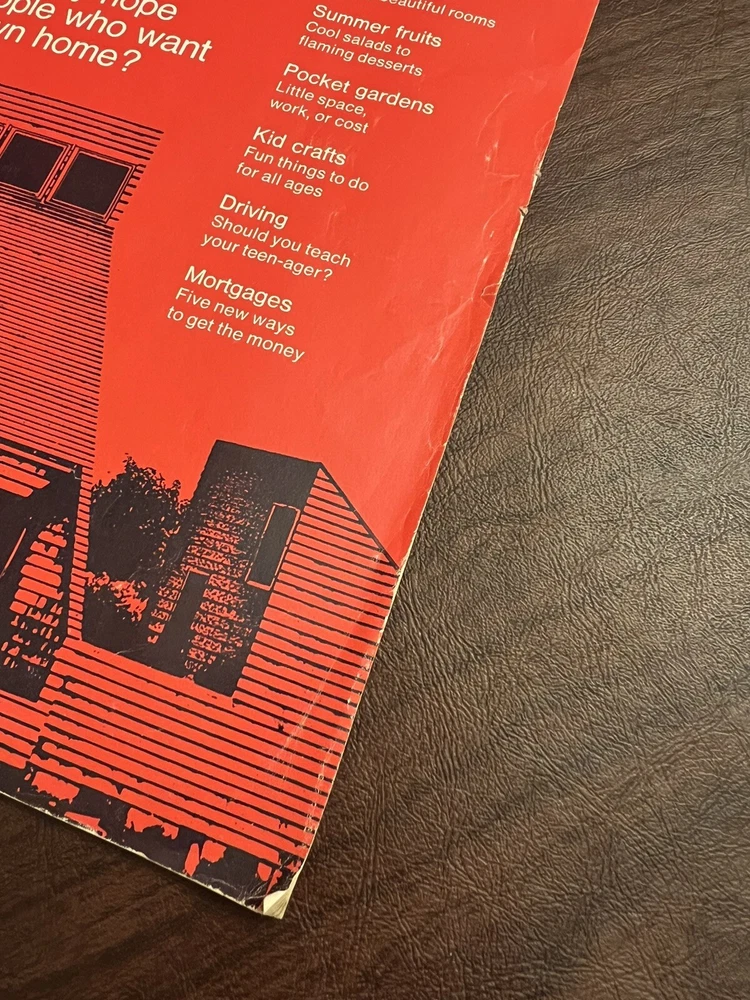 hope
ople who want
wn home?
beautiful rooms
Summer fruits
Cool salads to
flaming desserts
Pocket gardens
Little space,
work, or cost
Kid crafts
Fun things to do
for all ages
Driving
Should you teach
your teen-ager?
Mortgages
Five new ways
to get the money